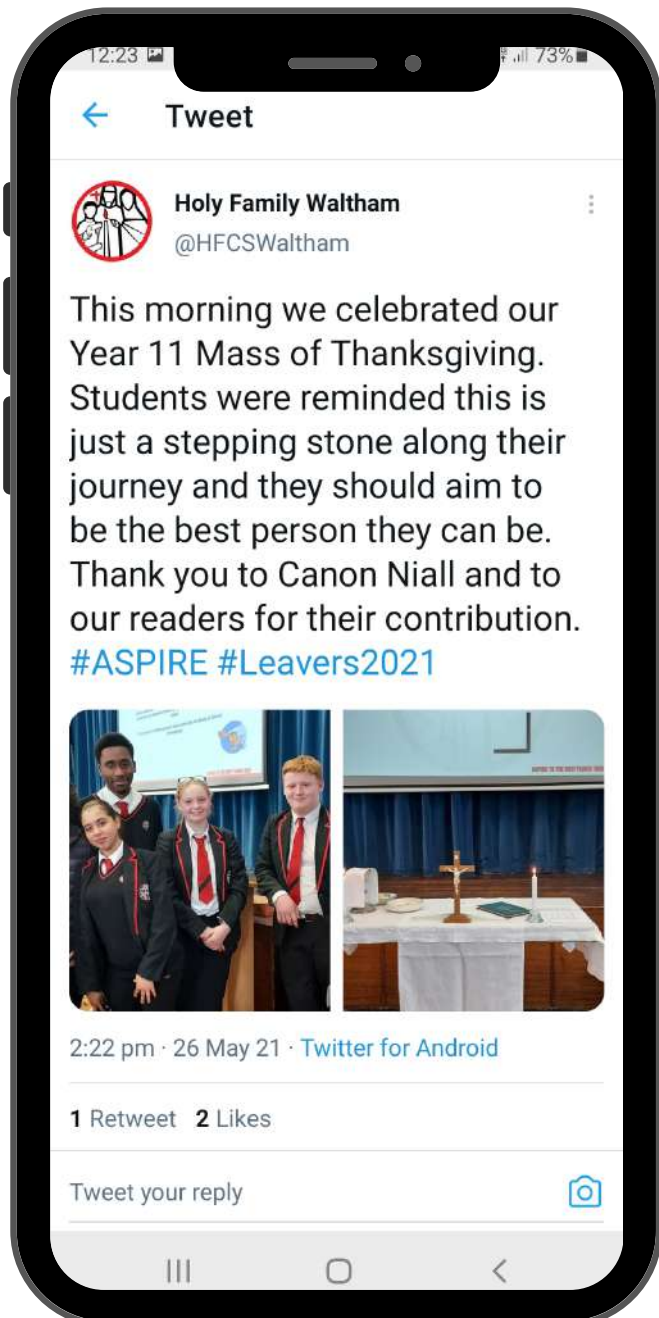 12:23
73%
Tweet
Holy Family Waltham
@HFCSWaltham
This morning we celebrated our
Year 11 Mass of Thanksgiving.
Students were reminded this is
just a stepping stone along their
journey and they should aim to
be the best person they can be.
Thank you to Canon Niall and to
our readers for their contribution.
#ASPIRE #Leavers2021
2:22 pm · 26 May 21 · Twitter for Android
1 Retweet 2 Likes
Tweet your reply